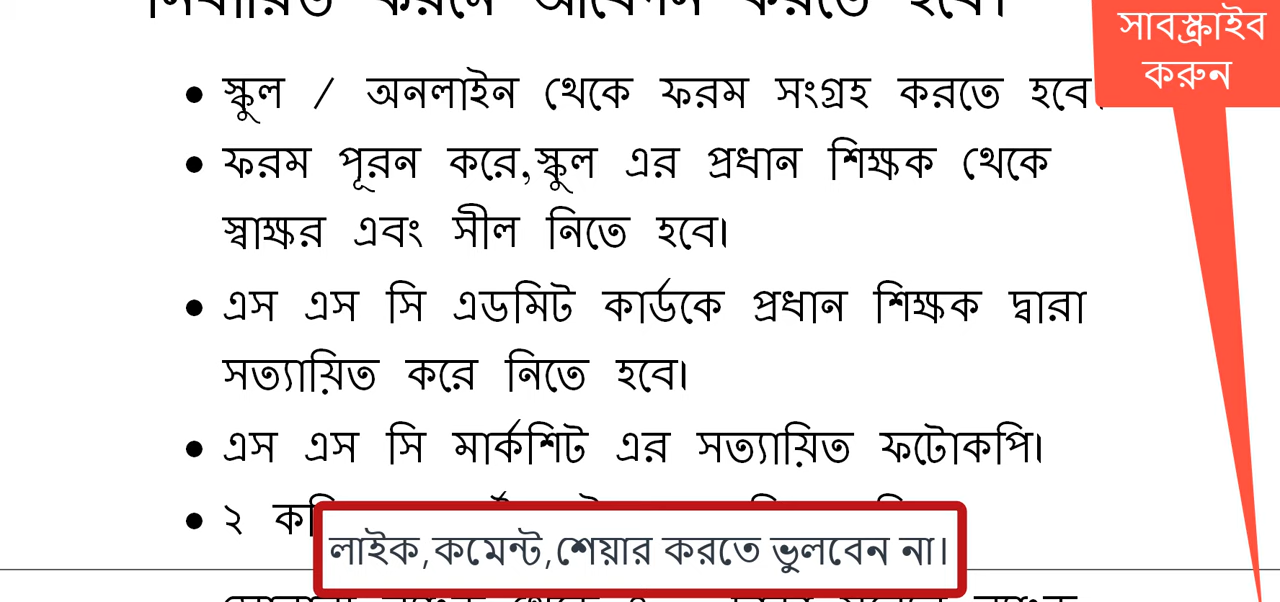 সাবস্ক্রাইব
করুন
করতে হবে।
• স্কুল / অনলাইন থেকে ফরম সংগ্রহ করতে হবে।
• ফরম পূরন করে,স্কুল এর প্রধান শিক্ষক থেকে
স্বাক্ষর এবং সীল নিতে হবে।
• এস এস সি এডমিট কার্ডকে প্রধান শিক্ষক দ্বারা
সত্যায়িত করে নিতে হবে।
• এস এস সি মার্কশিট এর সত্যায়িত ফটোকপি।
• ২
লাইক,কমেন্ট,শেয়ার করতে ভুলবেন না।